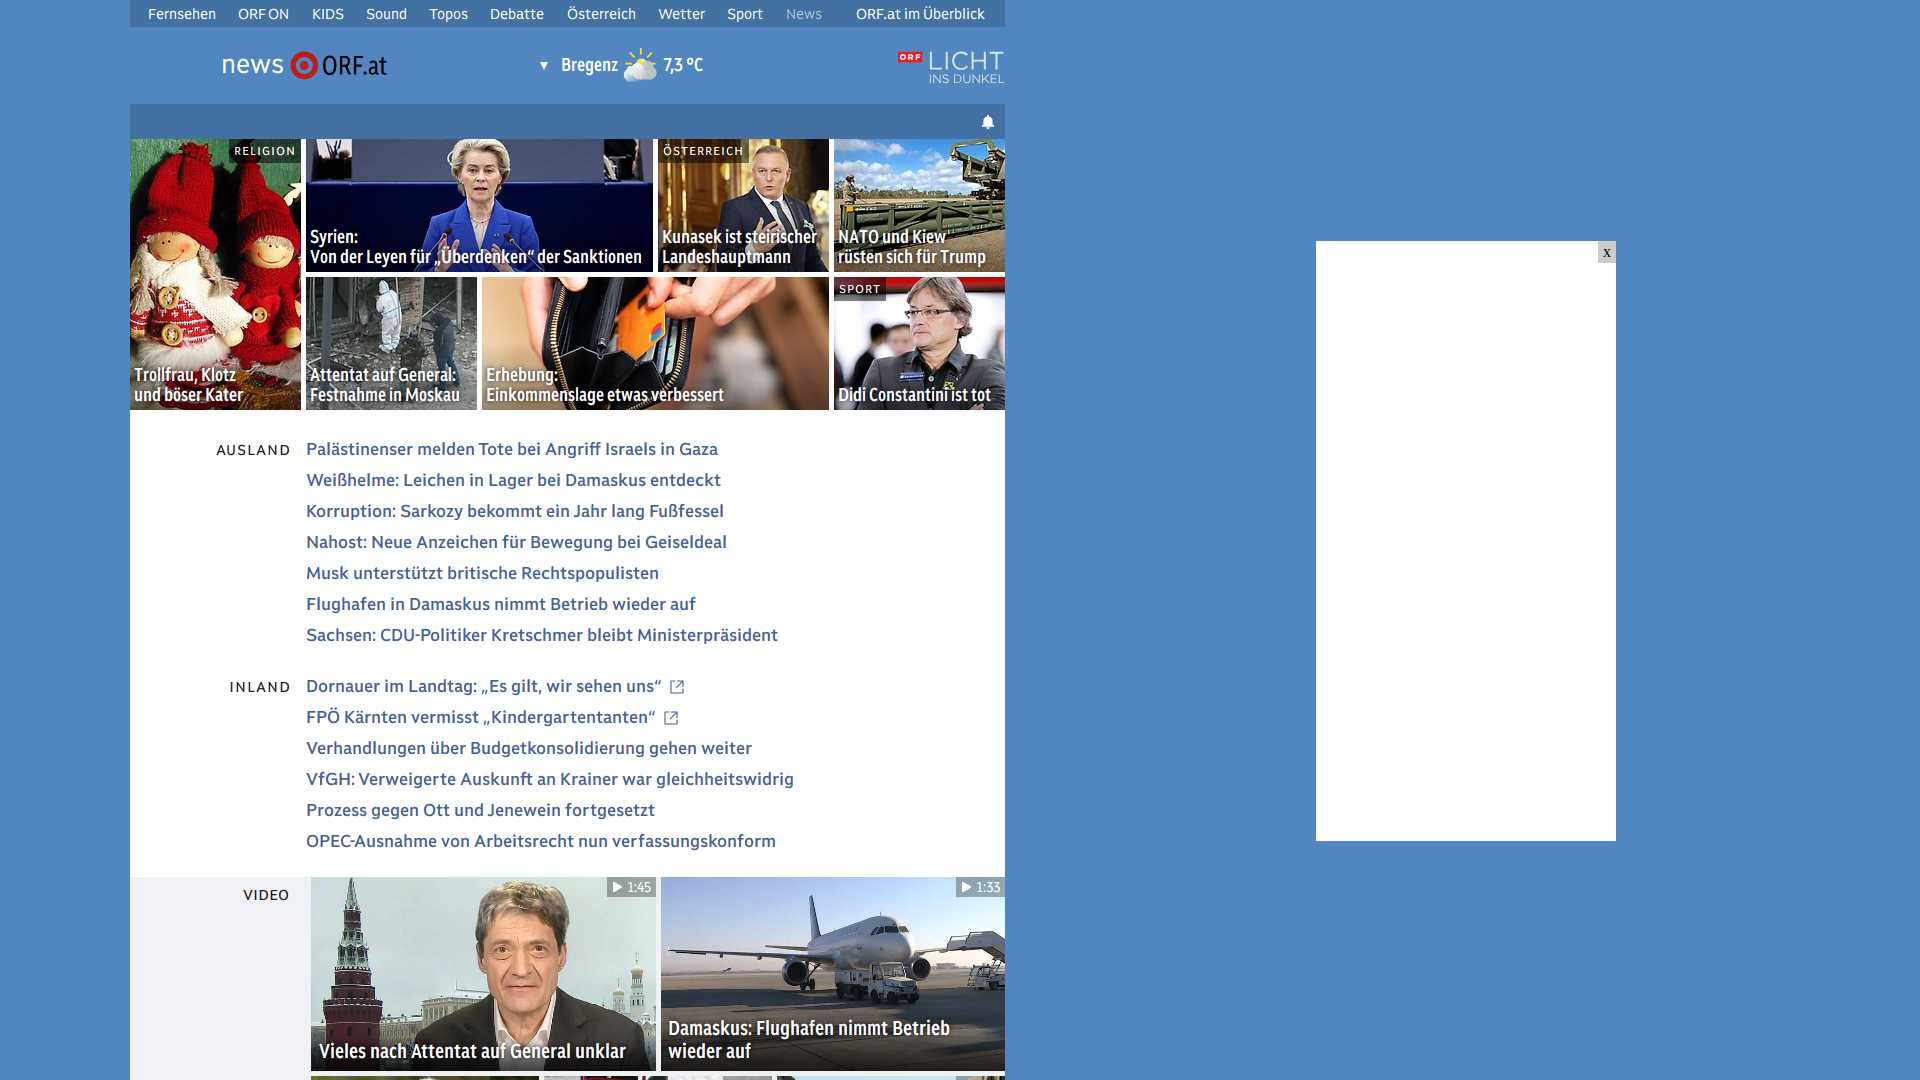 Fernsehen ORF ON KIDS Sound Topos Debatte Österreich Wetter Sport News ORF.at im Überblick
news ORF.at
▼ Bregenz 7,3 °C
ORF LICHT
INS DUNKEL
RELIGION
Trollfrau, Klotz
und böser Kater
Syrien:
Von der Leyen für „Überdenken“ der Sanktionen
ÖSTERREICH
Kunasek ist steirischer
Landeshauptmann
NATO und Kiew
rüsten sich für Trump
Attentat auf General:
Festnahme in Moskau
Erhebung:
Einkommenslage etwas verbessert
SPORT
Didi Constantini ist tot
x
AUSLAND
Palästinenser melden Tote bei Angriff Israels in Gaza
Weißhelme: Leichen in Lager bei Damaskus entdeckt
Korruption: Sarkozy bekommt ein Jahr lang Fußfessel
Nahost: Neue Anzeichen für Bewegung bei Geiseldeal
Musk unterstützt britische Rechtspopulisten
Flughafen in Damaskus nimmt Betrieb wieder auf
Sachsen: CDU-Politiker Kretschmer bleibt Ministerpräsident
INLAND
Dornauer im Landtag: „Es gilt, wir sehen uns“
FPÖ Kärnten vermisst „Kindergartentanten“
Verhandlungen über Budgetkonsolidierung gehen weiter
VfGH: Verweigerte Auskunft an Krainer war gleichheitswidrig
Prozess gegen Ott und Jenewein fortgesetzt
OPEC-Ausnahme von Arbeitsrecht nun verfassungskonform
VIDEO
1:45
Vieles nach Attentat auf General unklar
1:33
Damaskus: Flughafen nimmt Betrieb
wieder auf